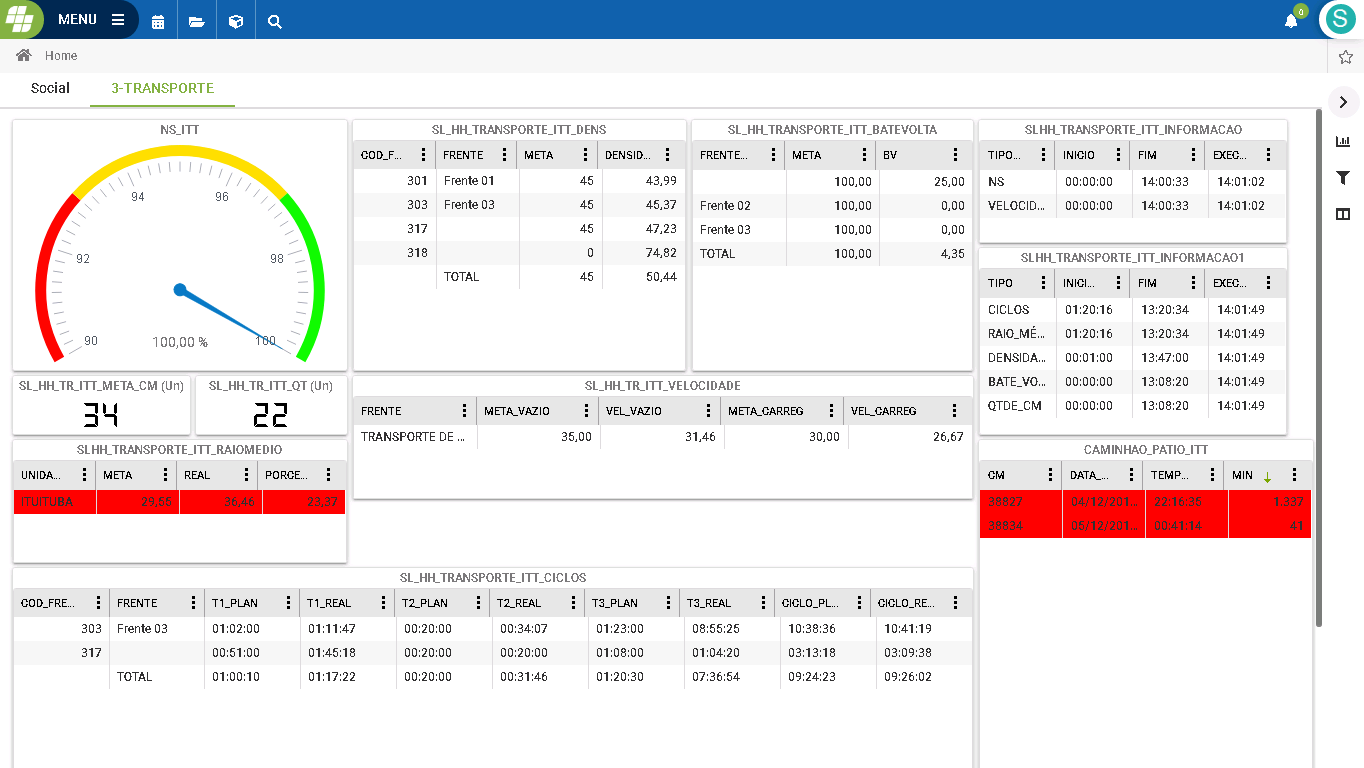 MENU
0
S
Home
Social
3-TRANSPORTE
NS_ITT
94 96
92 98
90 100
100,00 %
SL_HH_TRANSPORTE_ITT_DENS
COD_F... FRENTE META DENSID...
301 Frente 01 45 43,99
303 Frente 03 45 45,37
317 45 47,23
318 0 74,82
TOTAL 45 50,44
SL_HH_TRANSPORTE_ITT_BATEVOLTA
FRENTE... META BV
100,00 25,00
Frente 02 100,00 0,00
Frente 03 100,00 0,00
TOTAL 100,00 4,35
SLHH_TRANSPORTE_ITT_INFORMACAO
TIPO... INICIO FIM EXEC...
NS 00:00:00 14:00:33 14:01:02
VELOCID... 00:00:00 14:00:33 14:01:02
SLHH_TRANSPORTE_ITT_INFORMACAO1
TIPO INICI... FIM EXEC...
CICLOS 01:20:16 13:20:34 14:01:49
RAIO_MÉ... 01:20:16 13:20:34 14:01:49
DENSIDA... 00:01:00 13:47:00 14:01:49
BATE_VO... 00:00:00 13:08:20 14:01:49
QTDE_CM 00:00:00 13:08:20 14:01:49
SL_HH_TR_ITT_META_CM (Un)
34
SL_HH_TR_ITT_QT (Un)
22
SL_HH_TR_ITT_VELOCIDADE
FRENTE META_VAZIO VEL_VAZIO META_CARREG VEL_CARREG
TRANSPORTE DE ... 35,00 31,46 30,00 26,67
SLHH_TRANSPORTE_ITT_RAIOMEDIO
UNIDA... META REAL PORCE...
ITUIUTUBA 29,55 36,46 23,37
CAMINHAO_PATIO_ITT
CM DATA_... TEMP... MIN
38827 04/12/201... 22:16:35 1.337
38834 05/12/201... 00:41:14 41
SL_HH_TRANSPORTE_ITT_CICLOS
COD_FRE... FRENTE T1_PLAN T1_REAL T2_PLAN T2_REAL T3_PLAN T3_REAL CICLO_PL... CICLO_RE...
303 Frente 03 01:02:00 01:11:47 00:20:00 00:34:07 01:23:00 08:55:25 10:38:36 10:41:19
317 00:51:00 01:45:18 00:20:00 00:20:00 01:08:00 01:04:20 03:13:18 03:09:38
TOTAL 01:00:10 01:17:22 00:20:00 00:31:46 01:20:30 07:36:54 09:24:23 09:26:02